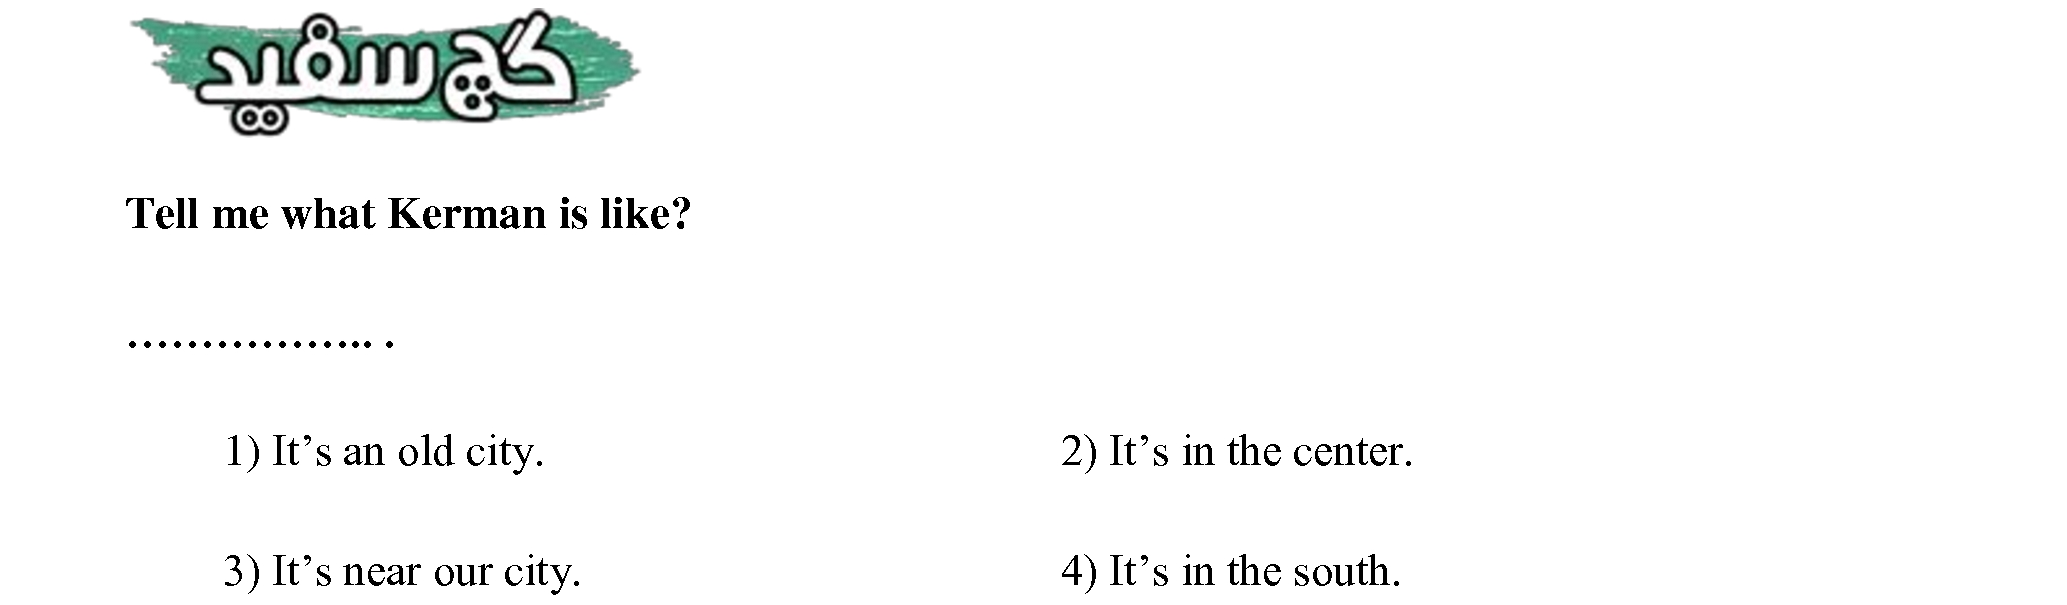 گچ سفید
Tell me what Kerman is like?
……………..  .
1) It’s an old city.
2) It’s in the center.
3) It’s near our city.
4) It’s in the south.